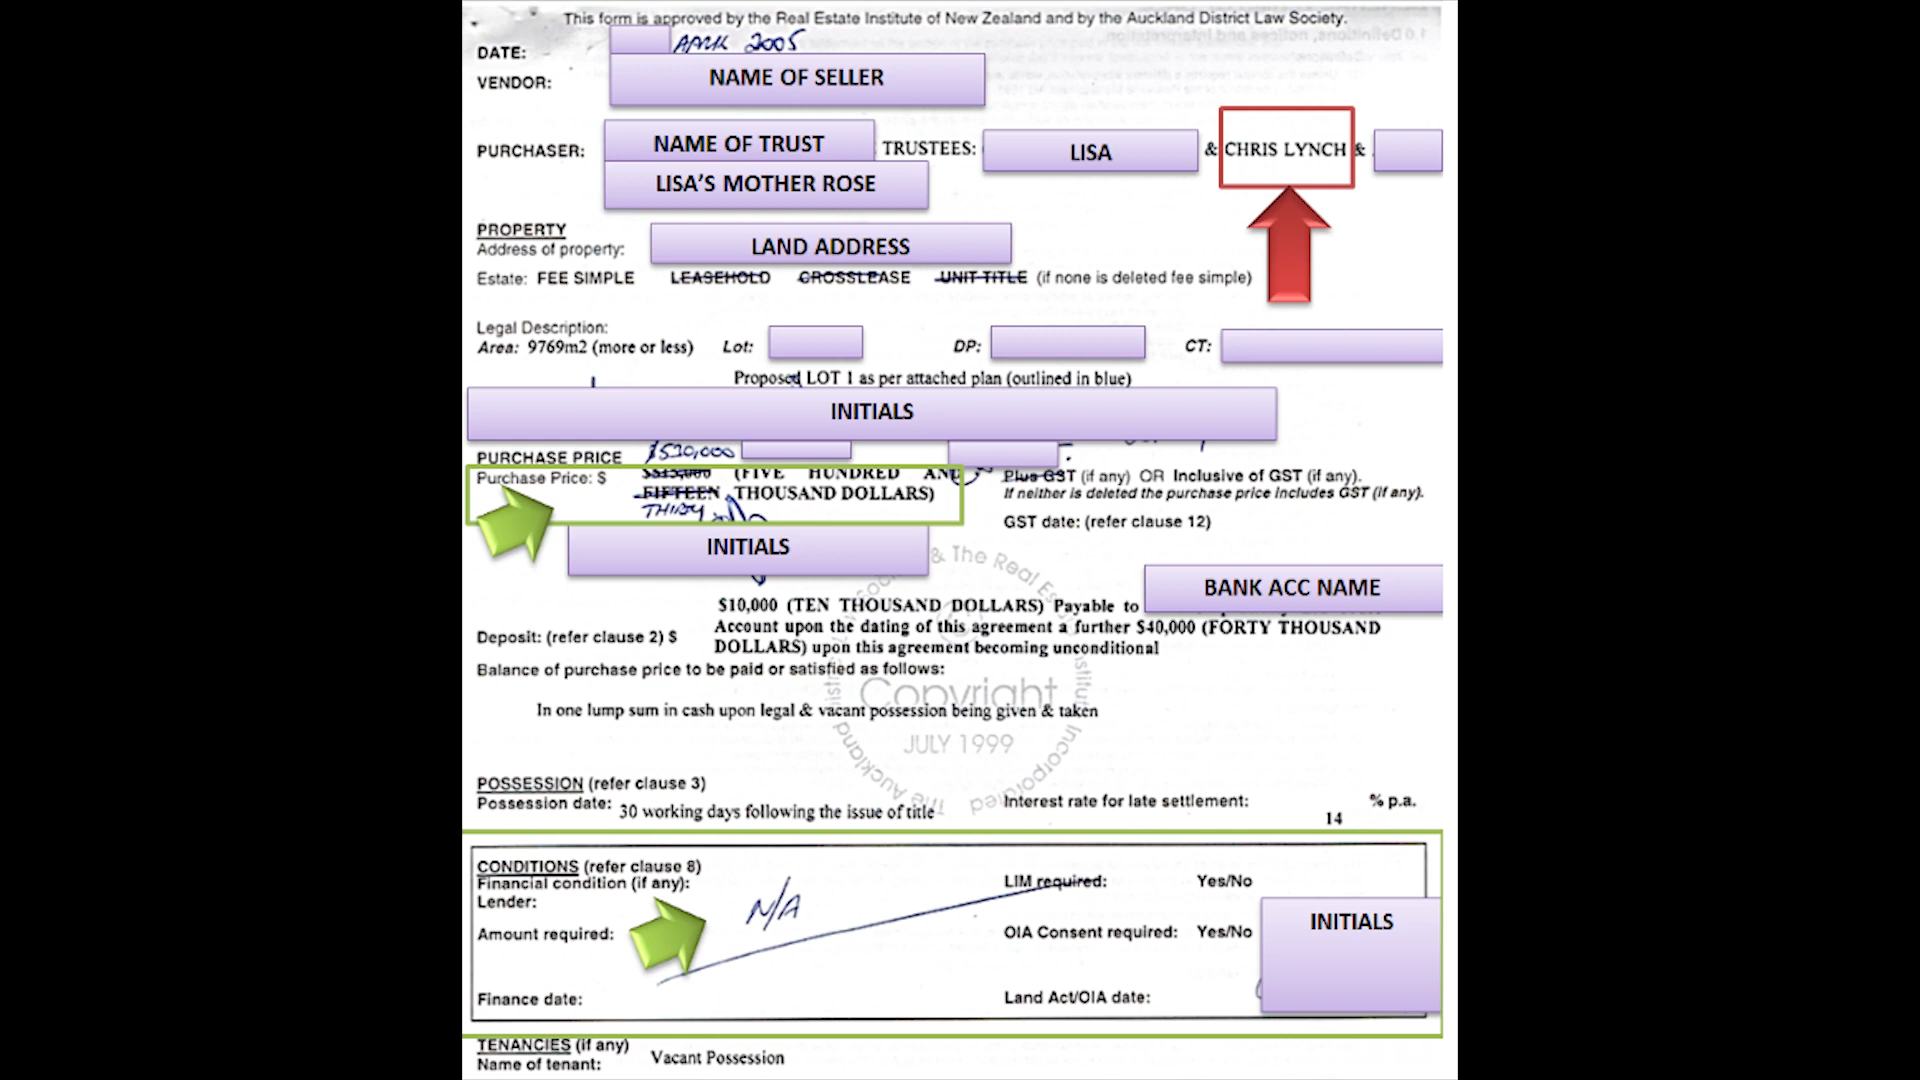 This form is approved by the Real Estate Institute of New Zealand and by the Auckland District Law Society.
DATE: APRIL 2005
VENDOR: NAME OF SELLER
PURCHASER: NAME OF TRUST TRUSTEES: LISA & CHRIS LYNCH &
LISA'S MOTHER ROSE
PROPERTY
Address of property: LAND ADDRESS
Estate: FEE SIMPLE LEASEHOLD CROSSLEASE UNIT TITLE (if none is deleted fee simple)
Legal Description:
Area: 9769m2 (more or less) Lot: DP: CT:
Proposed LOT 1 as per attached plan (outlined in blue)
INITIALS
PURCHASE PRICE $530,000
Purchase Price: $ $515,000 (FIVE HUNDRED AND Plus GST (if any) OR Inclusive of GST (if any).
FIFTEEN THOUSAND DOLLARS) If neither is deleted the purchase price includes GST (if any).
THIRTY
GST date: (refer clause 12)
INITIALS
BANK ACC NAME
$10,000 (TEN THOUSAND DOLLARS) Payable to
Account upon the dating of this agreement a further $40,000 (FORTY THOUSAND
Deposit: (refer clause 2) $ DOLLARS) upon this agreement becoming unconditional
Balance of purchase price to be paid or satisfied as follows:
In one lump sum in cash upon legal & vacant possession being given & taken
Copyright
JULY 1999
& The Real Estate Institute Incorporated
The Auckland
POSSESSION (refer clause 3)
Possession date: 30 working days following the issue of title Interest rate for late settlement: 14 % p.a.
CONDITIONS (refer clause 8)
Financial condition (if any): LIM required: Yes/No
Lender: N/A
Amount required: OIA Consent required: Yes/No INITIALS
Finance date: Land Act/OIA date:
TENANCIES (if any)
Name of tenant: Vacant Possession